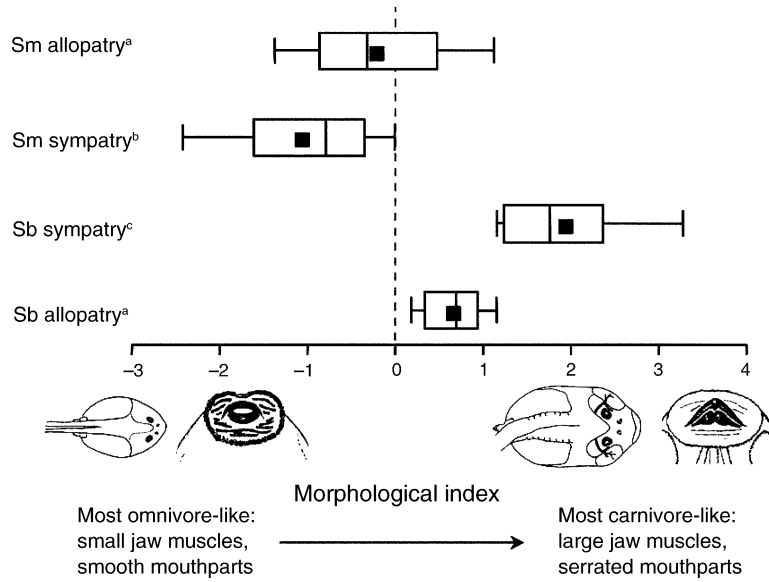 Sm allopatryᵃ
Sm sympatryᵇ
Sb sympatryᶜ
Sb allopatryᵃ
–3 –2 –1 0 1 2 3 4
Morphological index
Most omnivore-like:
small jaw muscles,
smooth mouthparts
Most carnivore-like:
large jaw muscles,
serrated mouthparts